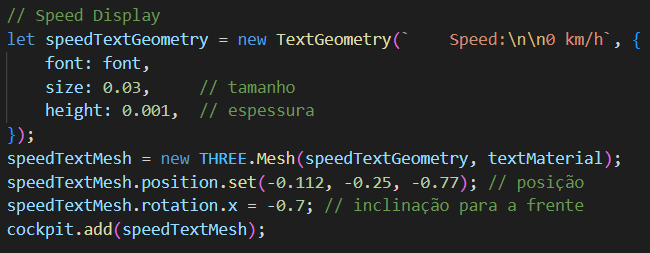 // Speed Display
let speedTextGeometry = new TextGeometry(`    Speed:\n\n0 km/h`, {
    font: font,
    size: 0.03,      // tamanho
    height: 0.001,  // espessura
});
speedTextMesh = new THREE.Mesh(speedTextGeometry, textMaterial);
speedTextMesh.position.set(-0.112, -0.25, -0.77); // posição
speedTextMesh.rotation.x = -0.7; // inclinação para a frente
cockpit.add(speedTextMesh);